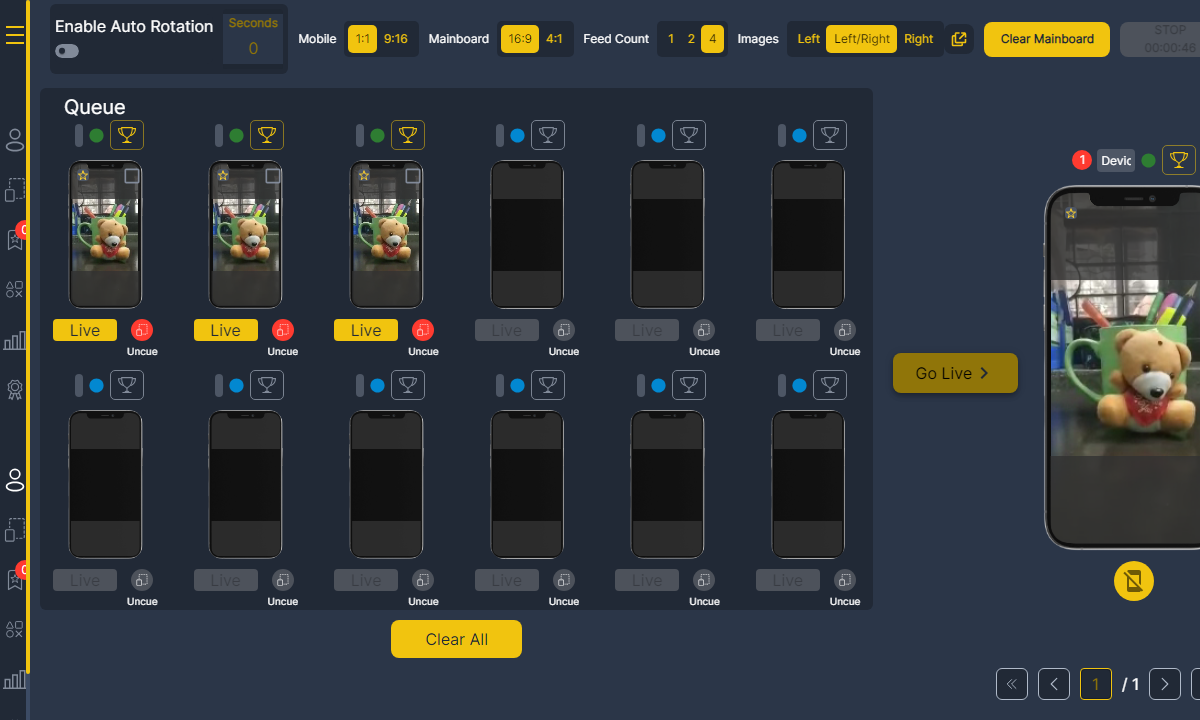 Enable Auto Rotation
Seconds
0
Mobile 1:1 9:16 Mainboard 16:9 4:1 Feed Count 1 2 4 Images Left Left/Right Right Clear Mainboard STOP
00:00:46
Queue
1 Devic
Live Live Live Live Live Live
Uncue Uncue Uncue Uncue Uncue Uncue
Go Live
Live Live Live Live Live Live
Uncue Uncue Uncue Uncue Uncue Uncue
Clear All
1 / 1